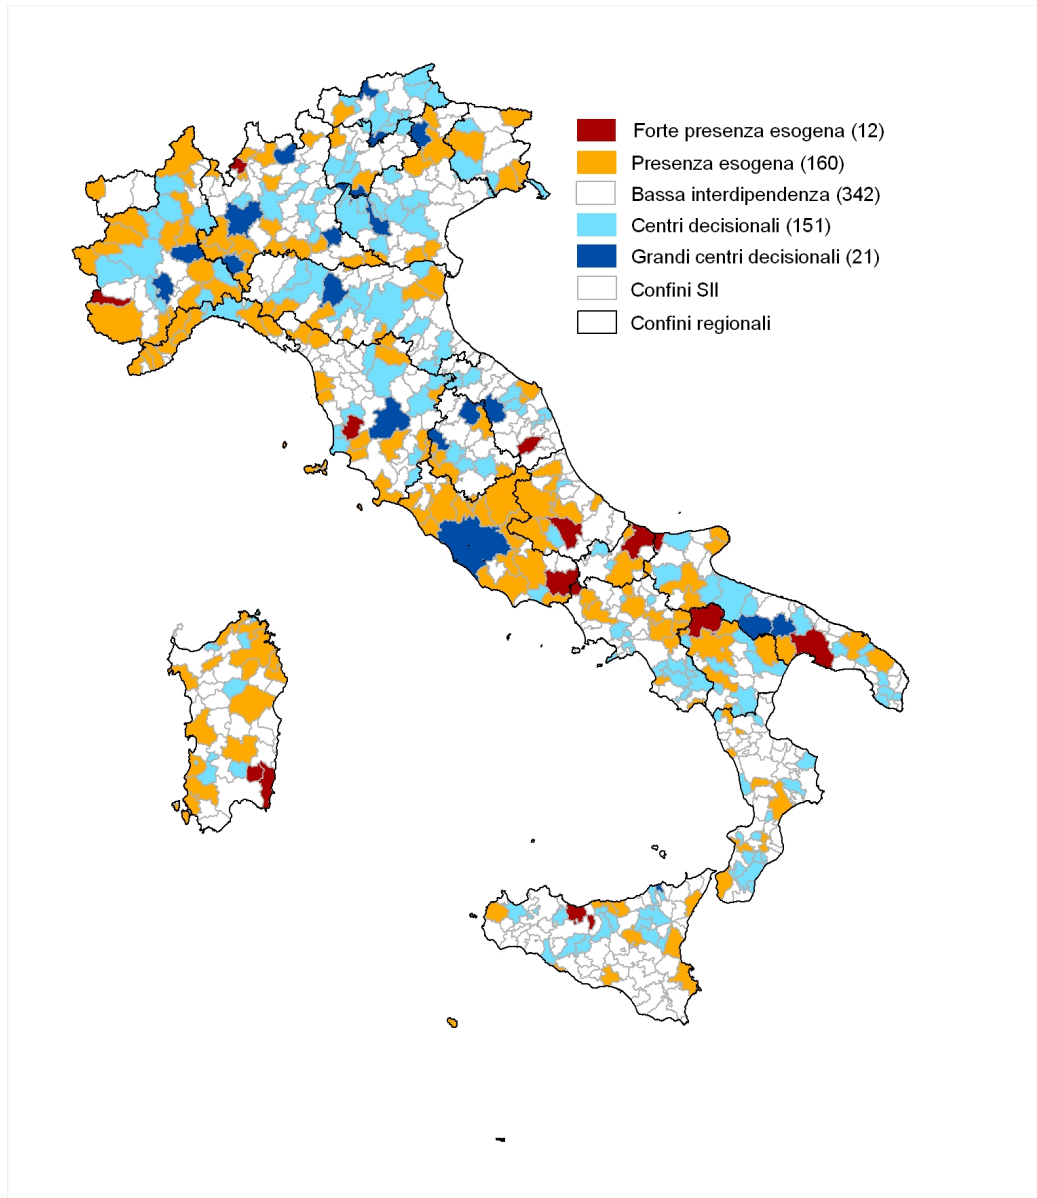 Forte presenza esogena (12)
Presenza esogena (160)
Bassa interdipendenza (342)
Centri decisionali (151)
Grandi centri decisionali (21)
Confini SII
Confini regionali